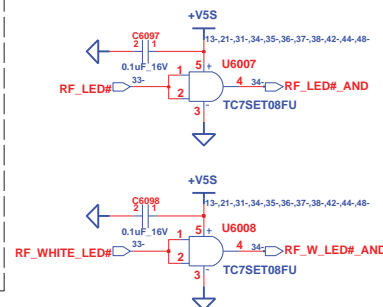 +V5S
C6097
13-,21-,31-,34-,35-,36-,37-,38-,42-,44-,48-
2 1
0.1uF_16V
5 +
U6007
RF_LED# 33- 1
2
4 34- RF_LED#_AND
3 -
TC7SET08FU
+V5S
C6098
13-,21-,31-,34-,35-,36-,37-,38-,42-,44-,48-
2 1
0.1uF_16V
5 +
U6008
RF_WHITE_LED# 33- 1
2
4 34- RF_W_LED#_AND
3 -
TC7SET08FU